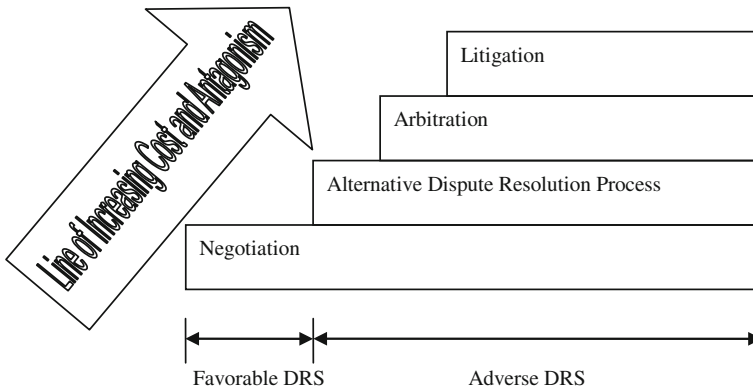 Line of Increasing Cost and Antagonism
Litigation
Arbitration
Alternative Dispute Resolution Process
Negotiation
Favorable DRS
Adverse DRS